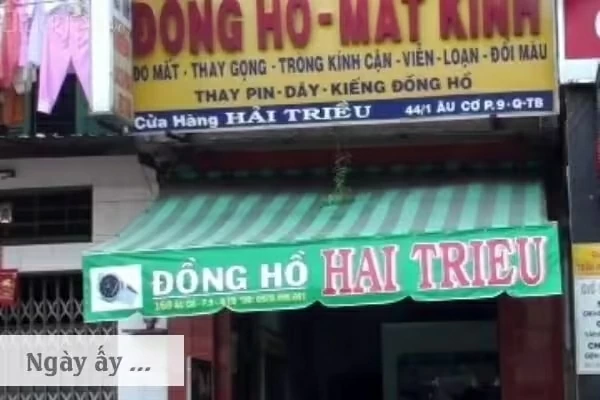 ĐỒNG HỒ - MẮT KÍNH
ĐO MẮT - THAY GỌNG - TRÒNG KÍNH CẬN - VIỄN - LOẠN - ĐỔI MÀU
THAY PIN - DÂY - KIẾNG ĐỒNG HỒ
Cửa Hàng HẢI TRIỀU 44/1 ÂU CƠ P.9 - Q-TB
ĐỒNG HỒ HẠI TRIEU
Ngày ấy ...